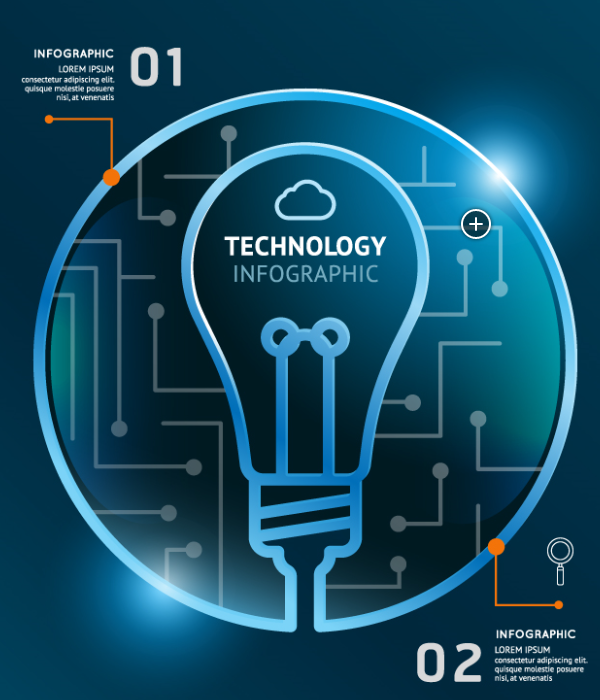 INFOGRAPHIC
LOREM IPSUM
consectetur adipiscing elit.
quisque molestie posuere
nisi, at venenatis
01
TECHNOLOGY
INFOGRAPHIC
02
INFOGRAPHIC
LOREM IPSUM
consectetur adipiscing elit.
quisque molestie posuere
nisi, at venenatis